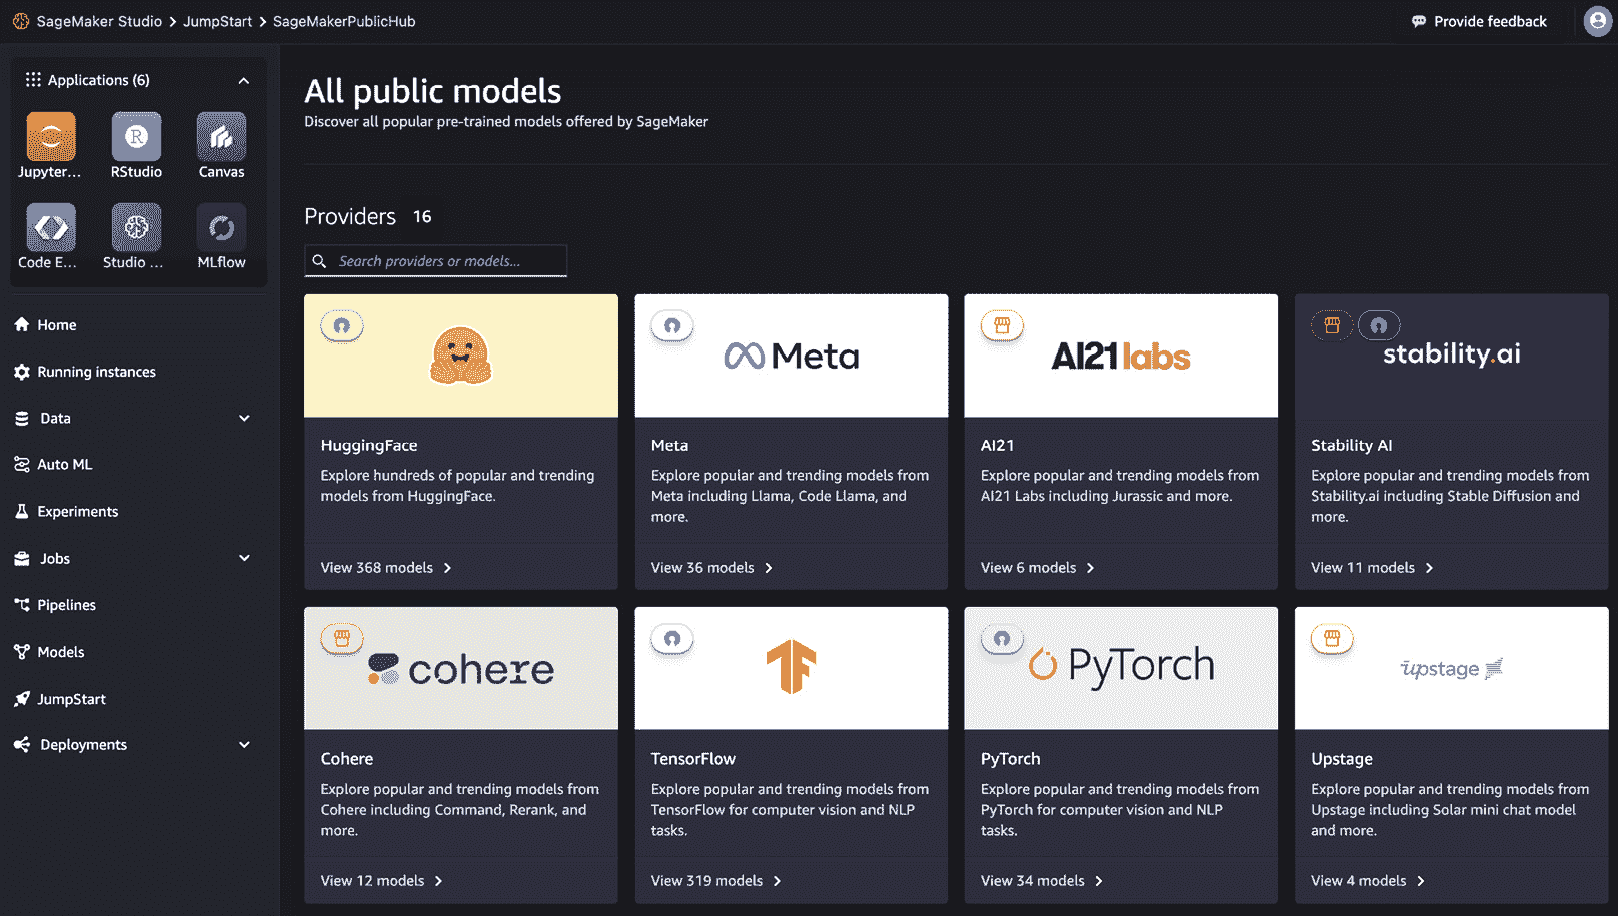 SageMaker Studio > JumpStart > SageMakerPublicHub
Provide feedback
Applications (6)
Jupyter...
RStudio
Canvas
Code E...
Studio ...
MLflow
Home
Running instances
Data
Auto ML
Experiments
Jobs
Pipelines
Models
JumpStart
Deployments
All public models
Discover all popular pre-trained models offered by SageMaker
Providers 16
Search providers or models...
HuggingFace
Explore hundreds of popular and trending
models from HuggingFace.
View 368 models
Meta
Meta
Explore popular and trending models from
Meta including Llama, Code Llama, and
more.
View 36 models
AI21 labs
AI21
Explore popular and trending models from
AI21 Labs including Jurassic and more.
View 6 models
stability.ai
Stability AI
Explore popular and trending models from
Stability.ai including Stable Diffusion and
more.
View 11 models
cohere
Cohere
Explore popular and trending models from
Cohere including Command, Rerank, and
more.
View 12 models
TensorFlow
Explore popular and trending models from
TensorFlow for computer vision and NLP
tasks.
View 319 models
PyTorch
PyTorch
Explore popular and trending models from
PyTorch for computer vision and NLP
tasks.
View 34 models
upstage
Upstage
Explore popular and trending models from
Upstage including Solar mini chat model
and more.
View 4 models